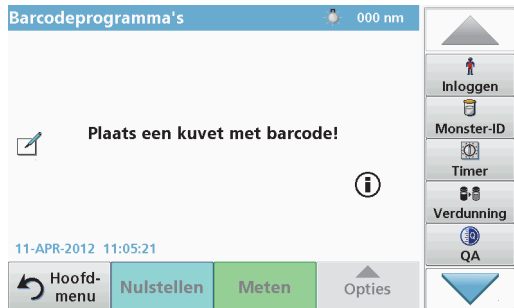 Barcodeprogramma's 000 nm
Inloggen
Monster-ID
Plaats een kuvet met barcode!
Timer
Verdunning
QA
11-APR-2012 11:05:21
Hoofd-
menu
Nulstellen
Meten
Opties